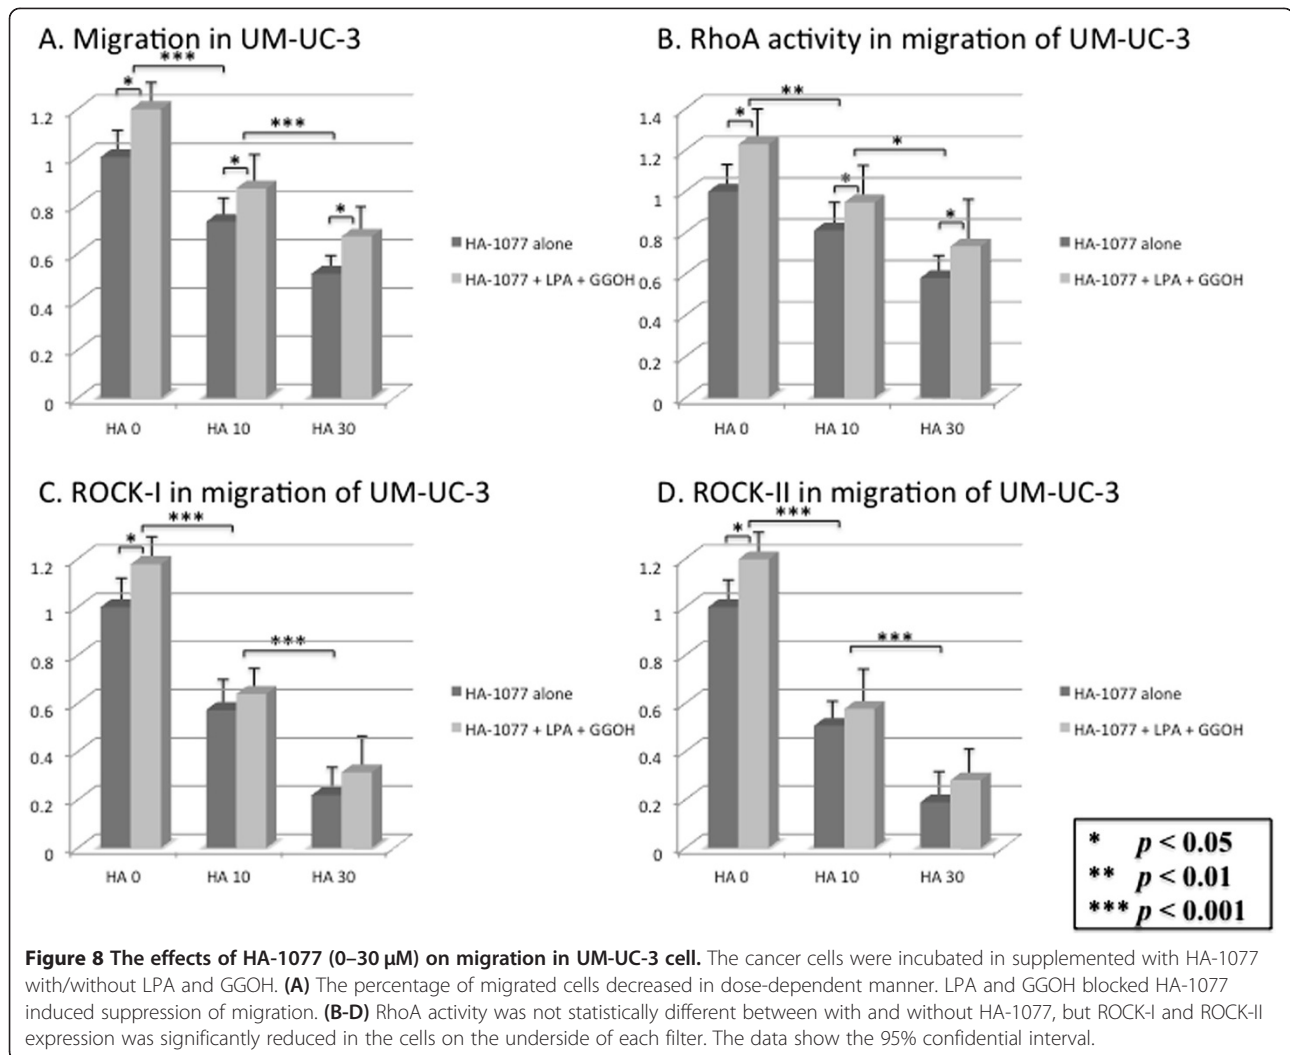 A. Migration in UM-UC-3
***
*
***
*
*
1.2
1
0.8
0.6
0.4
0.2
0
HA 0 HA 10 HA 30
HA-1077 alone
HA-1077 + LPA + GGOH
B. RhoA activity in migration of UM-UC-3
**
*
*
*
*
1.4
1.2
1
0.8
0.6
0.4
0.2
0
HA 0 HA 10 HA 30
HA-1077 alone
HA-1077 + LPA + GGOH
C. ROCK-I in migration of UM-UC-3
***
*
***
1.2
1
0.8
0.6
0.4
0.2
0
HA 0 HA 10 HA 30
HA-1077 alone
HA-1077 + LPA + GGOH
D. ROCK-II in migration of UM-UC-3
***
*
***
1.2
1
0.8
0.6
0.4
0.2
0
HA 0 HA 10 HA 30
HA-1077 alone
HA-1077 + LPA + GGOH
* p < 0.05
** p < 0.01
*** p < 0.001
Figure 8 The effects of HA-1077 (0–30 μM) on migration in UM-UC-3 cell. The cancer cells were incubated in supplemented with HA-1077
with/without LPA and GGOH. (A) The percentage of migrated cells decreased in dose-dependent manner. LPA and GGOH blocked HA-1077
induced suppression of migration. (B-D) RhoA activity was not statistically different between with and without HA-1077, but ROCK-I and ROCK-II
expression was significantly reduced in the cells on the underside of each filter. The data show the 95% confidential interval.